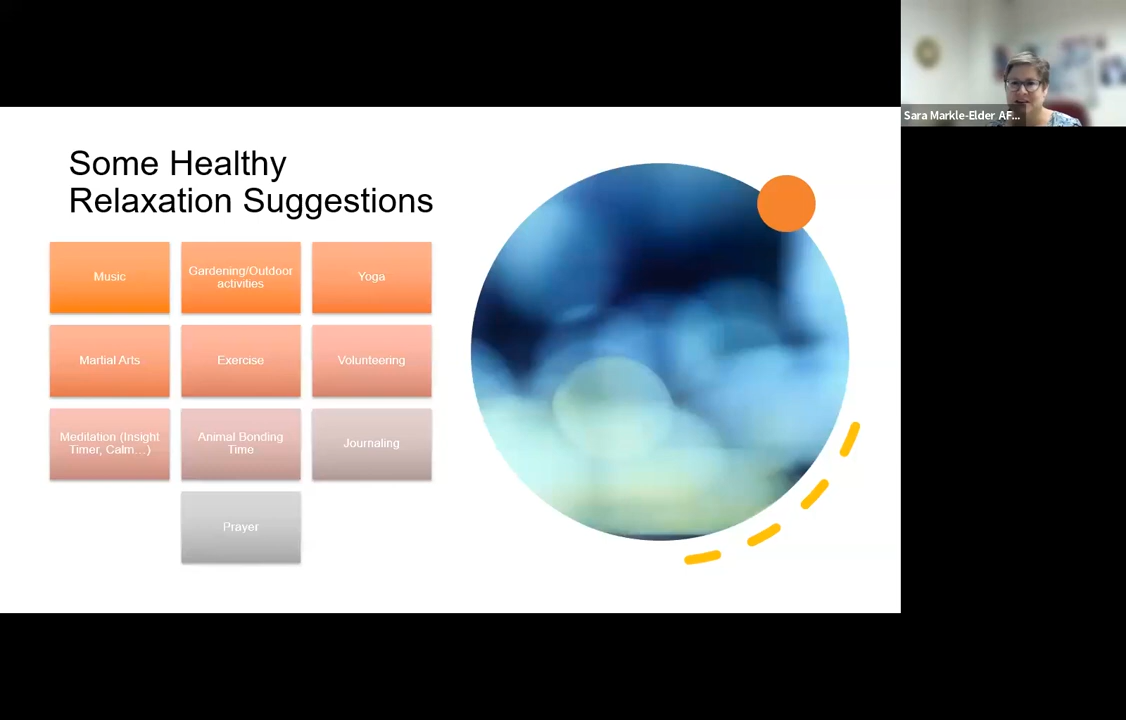 Sara Markle-Elder AF...
Some Healthy
Relaxation Suggestions
Music
Gardening/Outdoor
activities
Yoga
Martial Arts
Exercise
Volunteering
Meditation (Insight
Timer, Calm...)
Animal Bonding
Time
Journaling
Prayer